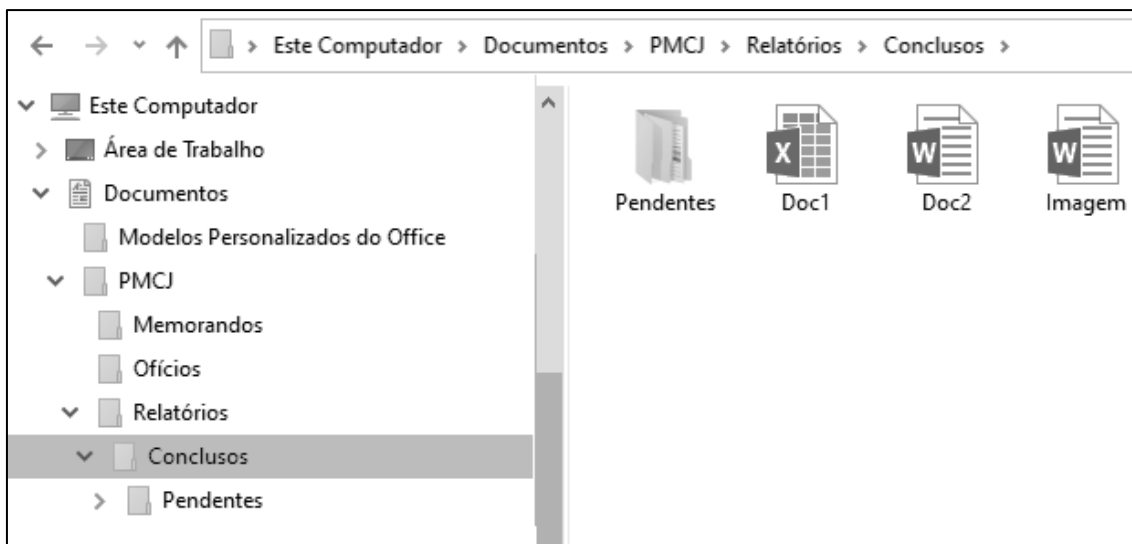 Este Computador > Documentos > PMCJ > Relatórios > Conclusos >
Este Computador
Área de Trabalho
Documentos
Modelos Personalizados do Office
PMCJ
Memorandos
Ofícios
Relatórios
Conclusos
Pendentes
X W W
Pendentes Doc1 Doc2 Imagem